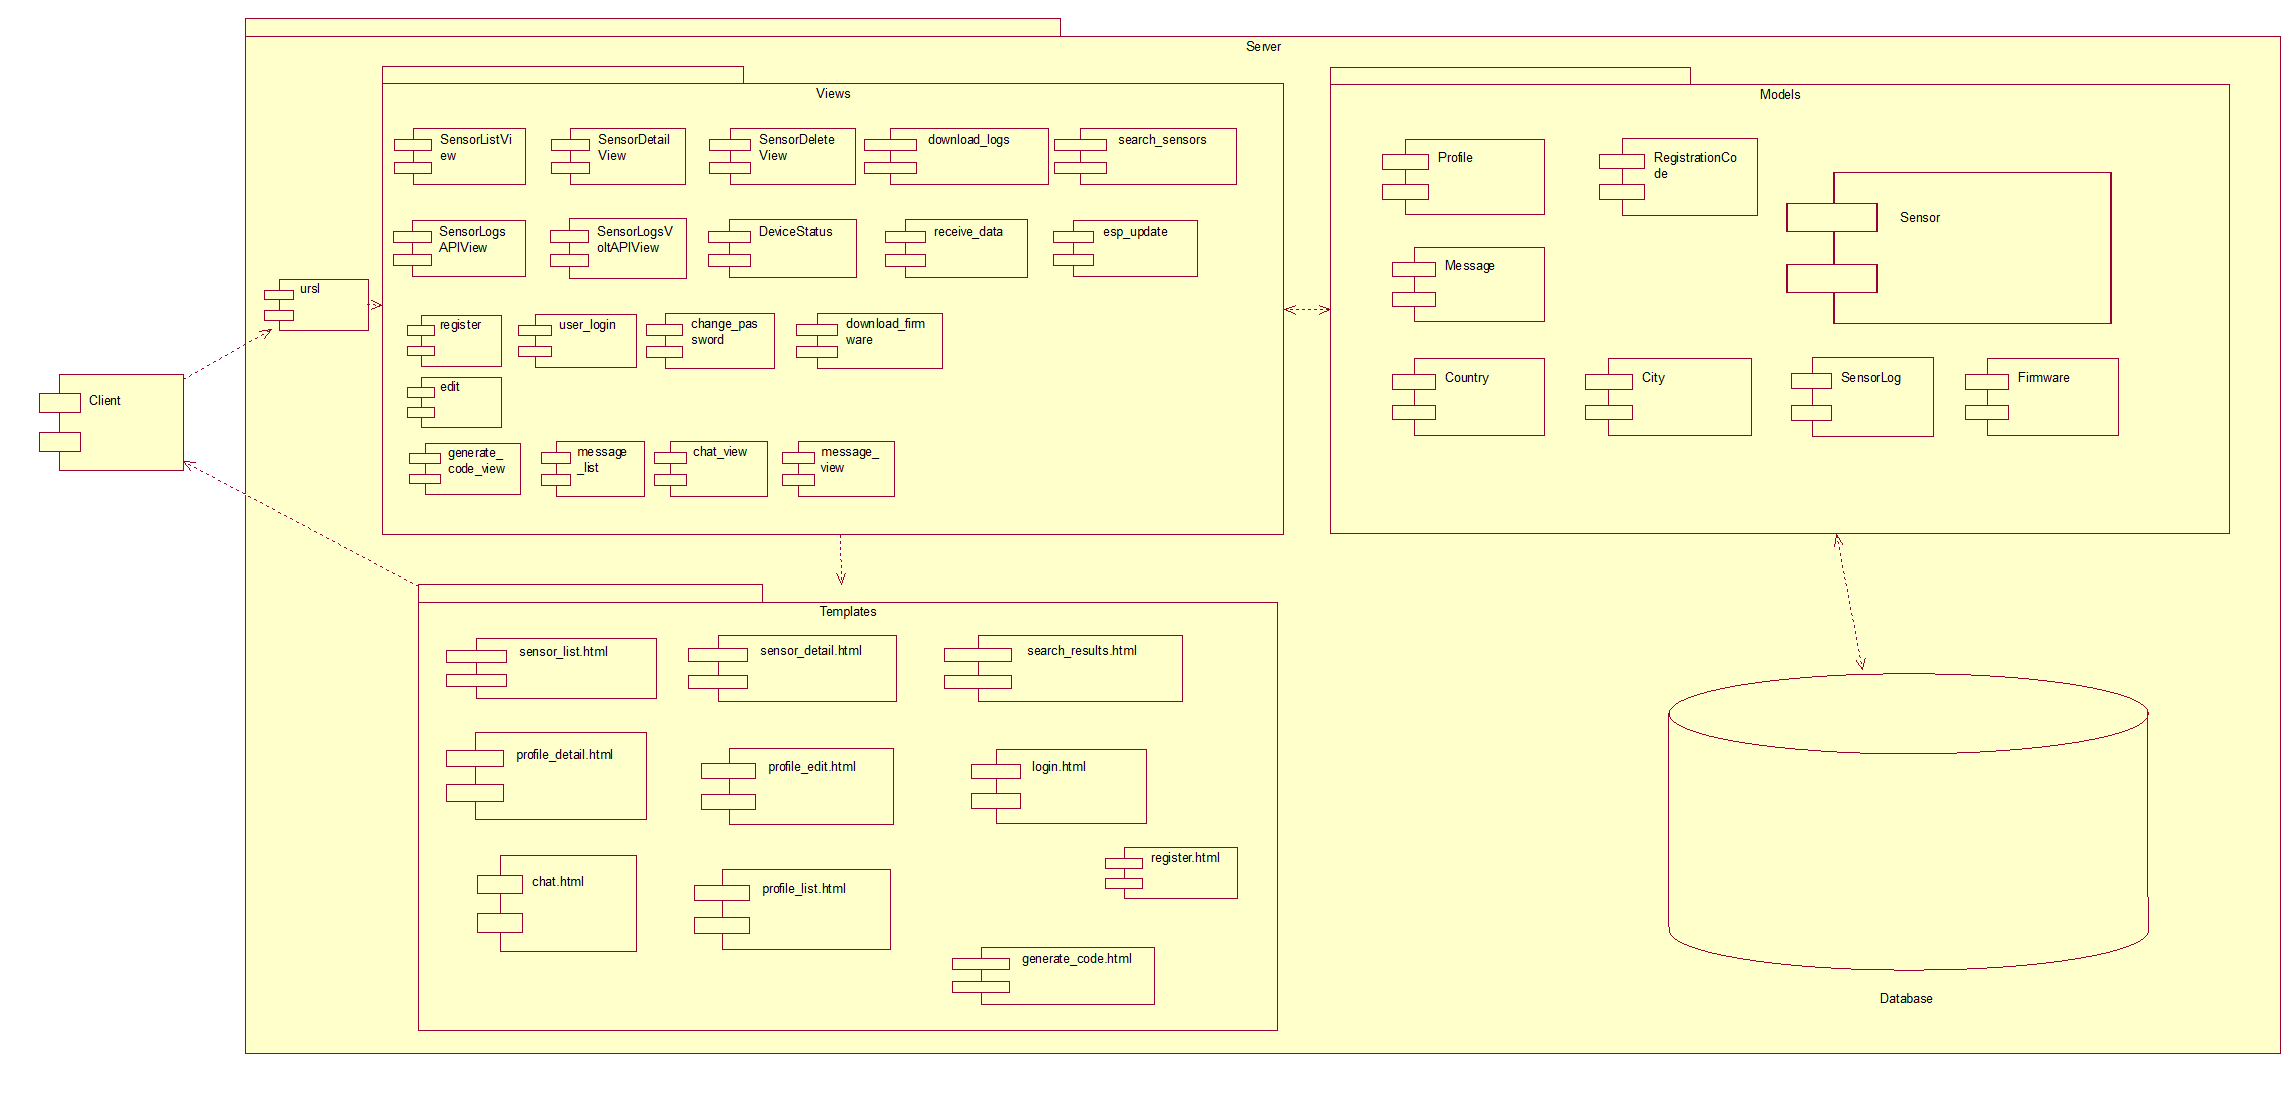 Server
Views
SensorListVi
ew
SensorDetail
View
SensorDelete
View
download_logs
search_sensors
SensorLogs
APIView
SensorLogsV
oltAPIView
DeviceStatus
receive_data
esp_update
register
user_login
change_pas
sword
download_firm
ware
edit
generate_
code_view
message
_list
chat_view
message_
view
ursl
Client
Models
Profile
RegistrationCo
de
Sensor
Message
Country
City
SensorLog
Firmware
Templates
sensor_list.html
sensor_detail.html
search_results.html
profile_detail.html
profile_edit.html
login.html
chat.html
profile_list.html
register.html
generate_code.html
Database